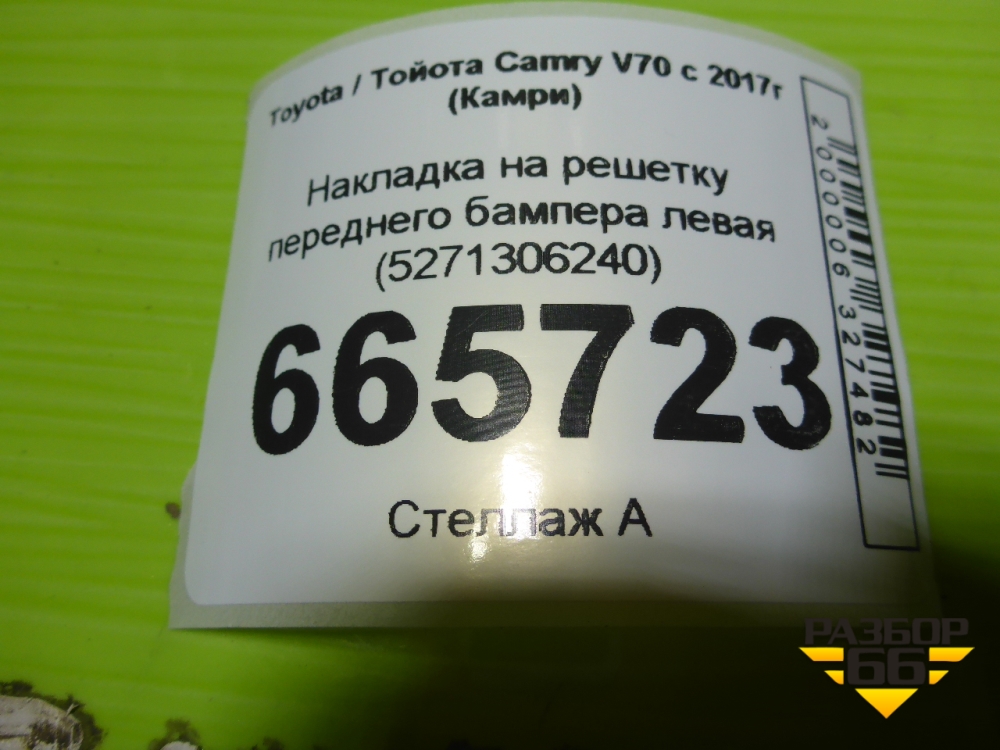 Toyota / Тойота Camry V70 с 2017г
(Камри)
Накладка на решетку
переднего бампера левая
(5271306240)
665723
Стеллаж А
2000006327482
РАЗБОР
66